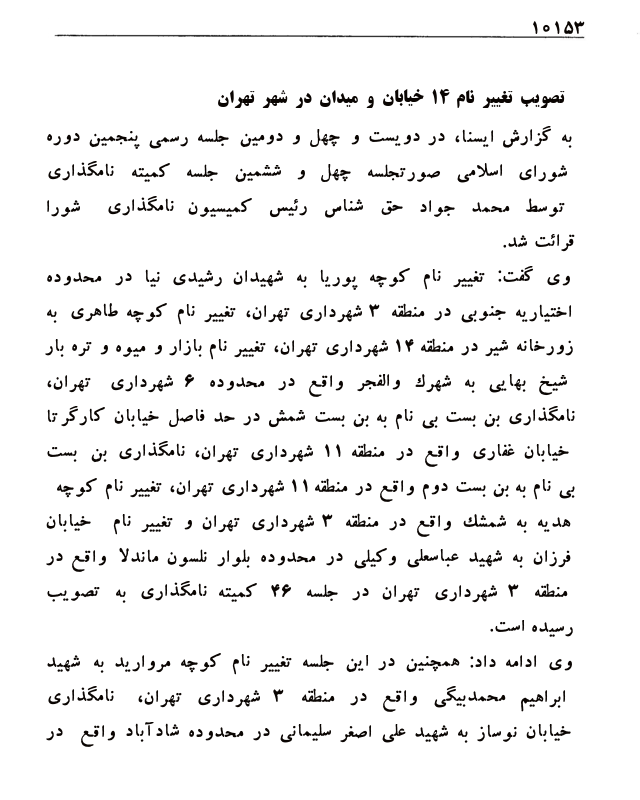 ۱۰۱۵۳
تصویب تغییر نام ۱۴ خیابان و میدان در شهر تهران
به گزارش ایسنا، در دویست و چهل و دومین جلسه رسمی پنجمین دوره
شورای اسلامی صورتجلسه چهل و ششمین جلسه کمیته نامگذاری
توسط محمد جواد حق شناس رئیس کمیسیون نامگذاری شورا
قرائت شد.
وی گفت: تغییر نام کوچه پوریا به شهیدان رشیدی نیا در محدوده
اختیاریه جنوبی در منطقه ۳ شهرداری تهران، تغییر نام کوچه طاهری به
زورخانه شیر در منطقه ۱۴ شهرداری تهران، تغییر نام بازار و میوه و تره بار
شیخ بهایی به شهرك والفجر واقع در محدوده ۶ شهرداری تهران،
نامگذاری بن بست بی نام به بن بست شمش در حد فاصل خیابان کارگر تا
خیابان غفاری واقع در منطقه ۱۱ شهرداری تهران، نامگذاری بن بست
بی نام به بن بست دوم واقع در منطقه ۱۱ شهرداری تهران، تغییر نام کوچه
هدیه به شمشك واقع در منطقه ۳ شهرداری تهران و تغییر نام خیابان
فرزان به شهید عباسعلی وکیلی در محدوده بلوار نلسون ماندلا واقع در
منطقه ۳ شهرداری تهران در جلسه ۴۶ کمیته نامگذاری به تصویب
رسیده است.
وی ادامه داد: همچنین در این جلسه تغییر نام کوچه مروارید به شهید
ابراهیم محمدبیگی واقع در منطقه ۳ شهرداری تهران، نامگذاری
خیابان نوساز به شهید علی اصغر سلیمانی در محدوده شادآباد واقع در